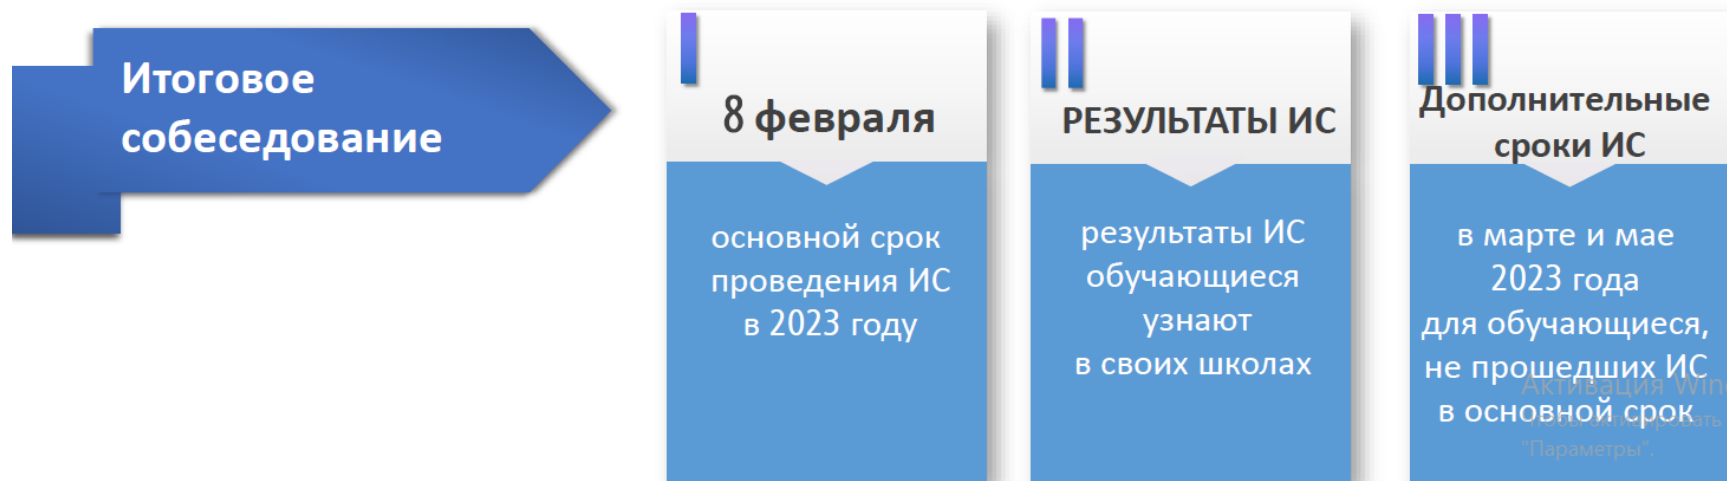 Итоговое
собеседование
8 февраля
основной срок
проведения ИС
в 2023 году
РЕЗУЛЬТАТЫ ИС
результаты ИС
обучающиеся
узнают
в своих школах
Дополнительные
сроки ИС
в марте и мае
2023 года
для обучающиеся,
не прошедших ИС
в основной срок
Активация Win
"Параметры".